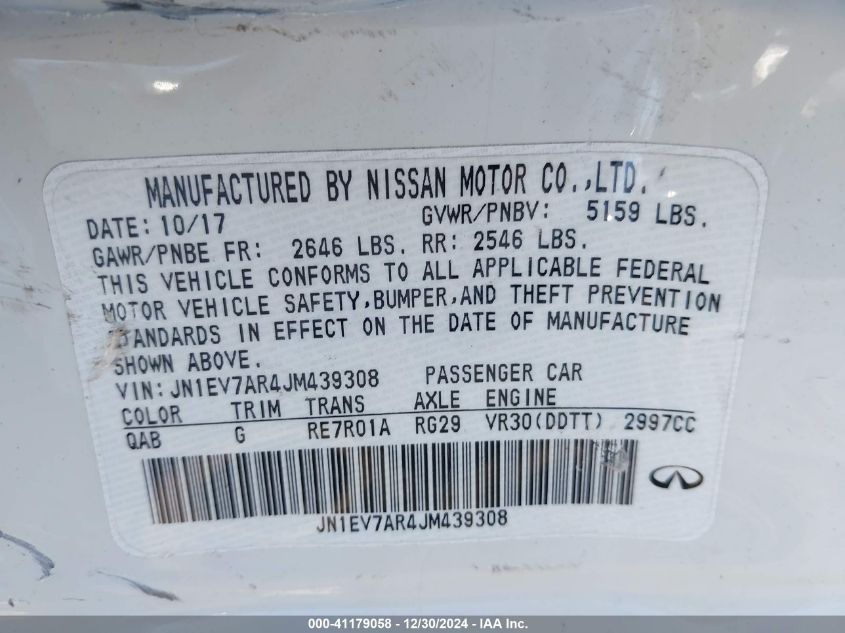 MANUFACTURED BY NISSAN MOTOR CO.,LTD.
DATE: 10/17 GVWR/PNBV: 5159 LBS.
GAWR/PNBE FR: 2646 LBS. RR: 2546 LBS.
THIS VEHICLE CONFORMS TO ALL APPLICABLE FEDERAL
MOTOR VEHICLE SAFETY,BUMPER,AND THEFT PREVENTION
STANDARDS IN EFFECT ON THE DATE OF MANUFACTURE
SHOWN ABOVE.
VIN: JN1EV7AR4JM439308 PASSENGER CAR
COLOR TRIM TRANS AXLE ENGINE
QAB G RE7R01A RG29 VR30(DDTT) 2997CC
JN1EV7AR4JM439308
000-41179058 - 12/30/2024 - IAA Inc.